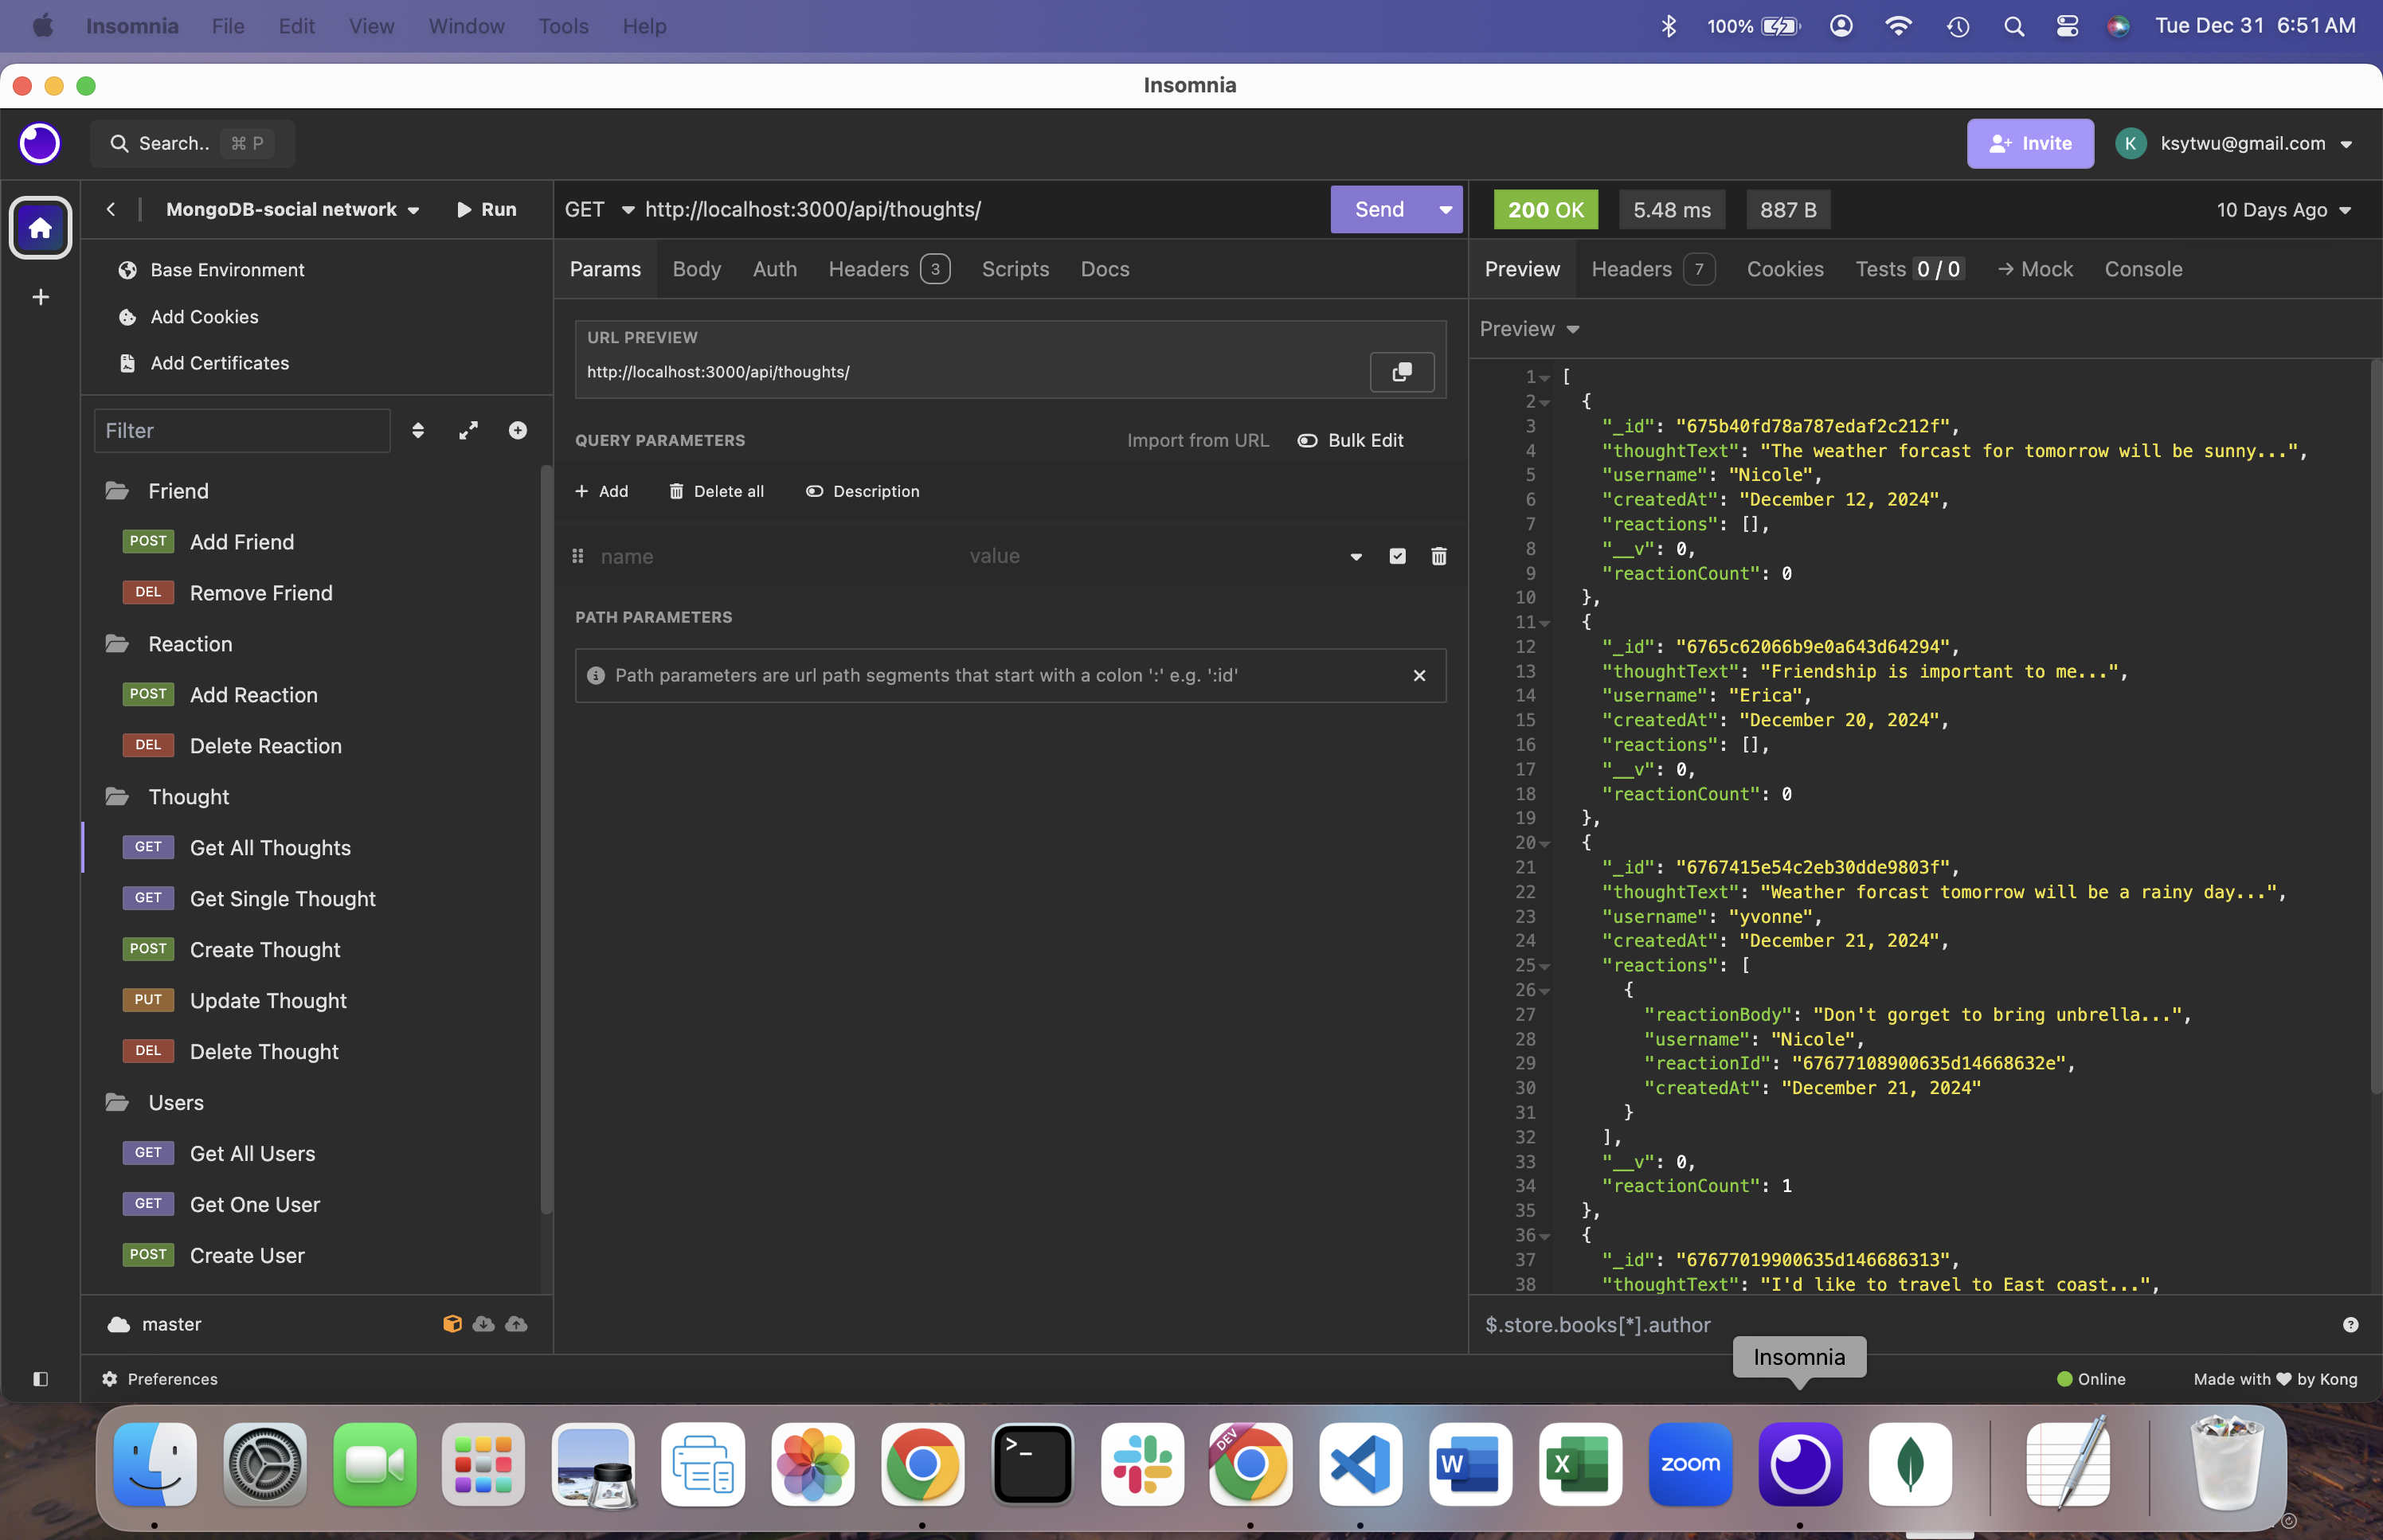 Insomnia File Edit View Window Tools Help 100% Tue Dec 31 6:51 AM
Insomnia
Search.. ⌘ P Invite K ksytwu@gmail.com
MongoDB-social network Run
Base Environment
Add Cookies
Add Certificates
Filter
Friend
POST Add Friend
DEL Remove Friend
Reaction
POST Add Reaction
DEL Delete Reaction
Thought
GET Get All Thoughts
GET Get Single Thought
POST Create Thought
PUT Update Thought
DEL Delete Thought
Users
GET Get All Users
GET Get One User
POST Create User
master
GET http://localhost:3000/api/thoughts/ Send
Params Body Auth Headers 3 Scripts Docs
URL PREVIEW
http://localhost:3000/api/thoughts/
QUERY PARAMETERS Import from URL Bulk Edit
+ Add Delete all Description
name value
PATH PARAMETERS
Path parameters are url path segments that start with a colon ':' e.g. ':id'
200 OK 5.48 ms 887 B 10 Days Ago
Preview Headers 7 Cookies Tests 0 / 0 → Mock Console
Preview
1 [
2 {
3 "_id": "675b40fd78a787edaf2c212f",
4 "thoughtText": "The weather forcast for tomorrow will be sunny...",
5 "username": "Nicole",
6 "createdAt": "December 12, 2024",
7 "reactions": [],
8 "__v": 0,
9 "reactionCount": 0
10 },
11 {
12 "_id": "6765c62066b9e0a643d64294",
13 "thoughtText": "Friendship is important to me...",
14 "username": "Erica",
15 "createdAt": "December 20, 2024",
16 "reactions": [],
17 "__v": 0,
18 "reactionCount": 0
19 },
20 {
21 "_id": "6767415e54c2eb30dde9803f",
22 "thoughtText": "Weather forcast tomorrow will be a rainy day...",
23 "username": "yvonne",
24 "createdAt": "December 21, 2024",
25 "reactions": [
26 {
27 "reactionBody": "Don't gorget to bring unbrella...",
28 "username": "Nicole",
29 "reactionId": "67677108900635d14668632e",
30 "createdAt": "December 21, 2024"
31 }
32 ],
33 "__v": 0,
34 "reactionCount": 1
35 },
36 {
37 "_id": "67677019900635d146686313",
38 "thoughtText": "I'd like to travel to East coast...",
$.store.books[*].author
Insomnia
Preferences Online Made with ♥ by Kong
>_ DEV W X zoom